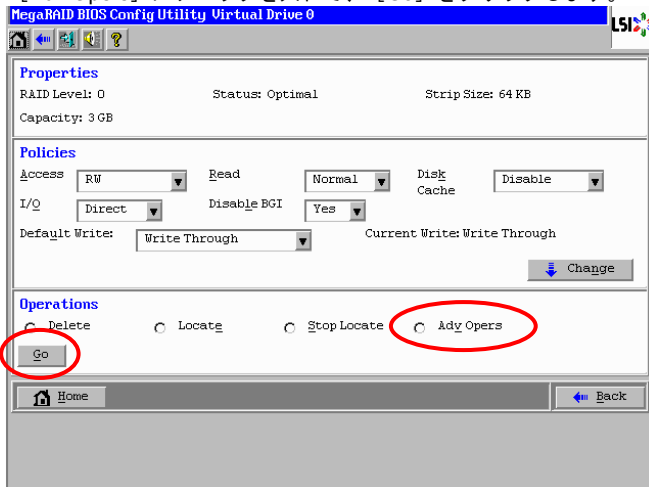 MegaRAID BIOS Config Utility Virtual Drive 0
LSI
Properties
RAID Level: 0 Status: Optimal Strip Size: 64 KB
Capacity: 3 GB
Policies
Access RW Read Normal Disk Cache Disable
I/O Direct Disable BGI Yes
Default Write: Write Through Current Write: Write Through
Change
Operations
Delete Locate Stop Locate Adv Opers
Go
Home Back